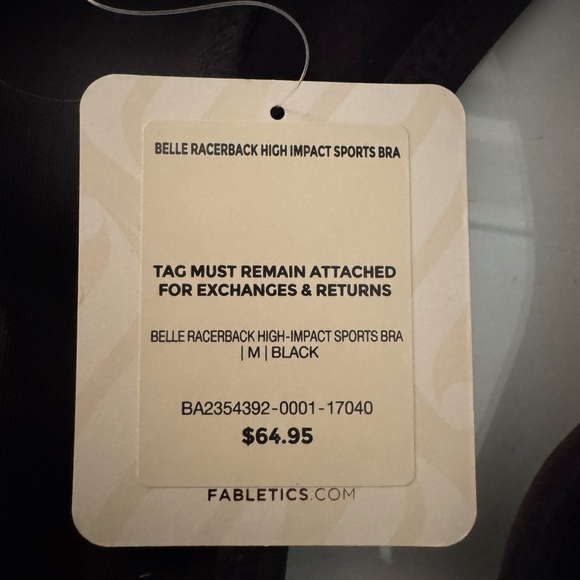 BELLE RACERBACK HIGH IMPACT SPORTS BRA
TAG MUST REMAIN ATTACHED
FOR EXCHANGES & RETURNS
BELLE RACERBACK HIGH-IMPACT SPORTS BRA
| M | BLACK
BA2354392-0001-17040
$64.95
FABLETICS.COM